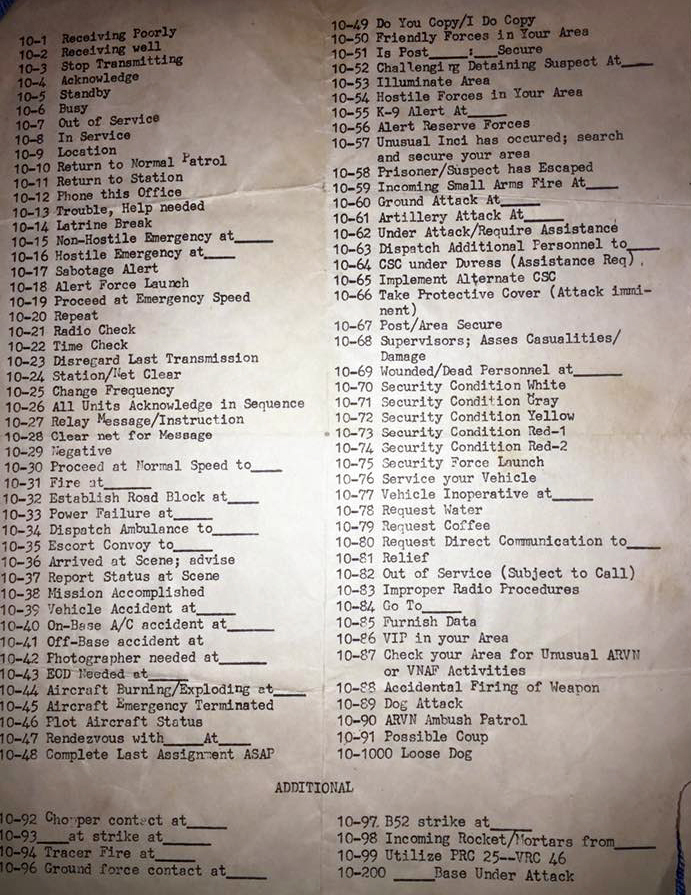 10-1 Receiving Poorly
10-2 Receiving well
10-3 Stop Transmitting
10-4 Acknowledge
10-5 Standby
10-6 Busy
10-7 Out of Service
10-8 In Service
10-9 Location
10-10 Return to Normal Patrol
10-11 Return to Station
10-12 Phone this Office
10-13 Trouble, Help needed
10-14 Latrine Break
10-15 Non-Hostile Emergency at_____
10-16 Hostile Emergency at____
10-17 Sabotage Alert
10-18 Alert Force Launch
10-19 Proceed at Emergency Speed
10-20 Repeat
10-21 Radio Check
10-22 Time Check
10-23 Disregard Last Transmission
10-24 Station/Net Clear
10-25 Change Frequency
10-26 All Units Acknowledge in Sequence
10-27 Relay Message/Instruction
10-28 Clear net for Message
10-29 Negative
10-30 Proceed at Normal Speed to____
10-31 Fire at______
10-32 Establish Road Block at____
10-33 Power Failure at_____
10-34 Dispatch Ambulance to______
10-35 Escort Convoy to_____
10-36 Arrived at Scene; advise
10-37 Report Status at Scene
10-38 Mission Accomplished
10-39 Vehicle Accident at_____
10-40 On-Base A/C accident at______
10-41 Off-Base accident at
10-42 Photographer needed at______
10-43 EOD Needed at_____
10-44 Aircraft Burning/Exploding at____
10-45 Aircraft Emergency Terminated
10-46 Plot Aircraft Status
10-47 Rendezvous with_____At____
10-48 Complete Last Assignment ASAP
10-49 Do You Copy/I Do Copy
10-50 Friendly Forces in Your Area
10-51 Is Post_____:___Secure
10-52 Challenging Detaining Suspect At____
10-53 Illuminate Area
10-54 Hostile Forces in Your Area
10-55 K-9 Alert At_____
10-56 Alert Reserve Forces
10-57 Unusual Inci has occured; search
and secure your area
10-58 Prisoner/Suspect has Escaped
10-59 Incoming Small Arms Fire At____
10-60 Ground Attack At_____
10-61 Artillery Attack At_____
10-62 Under Attack/Require Assistance
10-63 Dispatch Additional Personnel to____
10-64 CSC under Duress (Assistance Req).
10-65 Implement Alternate CSC
10-66 Take Protective Cover (Attack immi-
nent)
10-67 Post/Area Secure
10-68 Supervisors; Asses Casualities/
Damage
10-69 Wounded/Dead Personnel at______
10-70 Security Condition White
10-71 Security Condition Gray
10-72 Security Condition Yellow
10-73 Security Condition Red-1
10-74 Security Condition Red-2
10-75 Security Force Launch
10-76 Service your Vehicle
10-77 Vehicle Inoperative at_____
10-78 Request Water
10-79 Request Coffee
10-80 Request Direct Communication to____
10-81 Relief
10-82 Out of Service (Subject to Call)
10-83 Improper Radio Procedures
10-84 Go To_____
10-85 Furnish Data
10-86 VIP in your Area
10-87 Check your Area for Unusual ARVN
or VNAF Activities
10-88 Accidental Firing of Weapon
10-89 Dog Attack
10-90 ARVN Ambush Patrol
10-91 Possible Coup
10-1000 Loose Dog
ADDITIONAL
10-92 Chopper contact at_____
10-93____at strike at______
10-94 Tracer Fire at_____
10-96 Ground force contact at_____
10-97. B52 strike at_____
10-98 Incoming Rocket/Mortars from_____
10-99 Utilize PRC 25--VRC 46
10-200 _____Base Under Attack